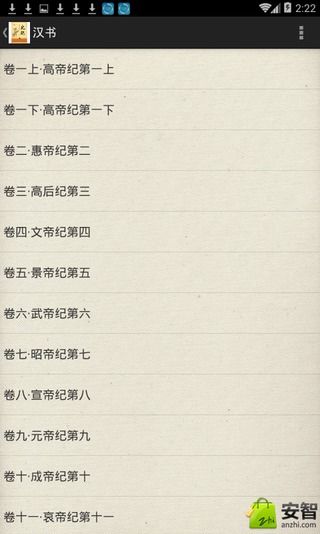 2:22
汉书
卷一上·高帝纪第一上
卷一下·高帝纪第一下
卷二·惠帝纪第二
卷三·高后纪第三
卷四·文帝纪第四
卷五·景帝纪第五
卷六·武帝纪第六
卷七·昭帝纪第七
卷八·宣帝纪第八
卷九·元帝纪第九
卷十·成帝纪第十
卷十一·哀帝纪第十一
安智
anzhi.com